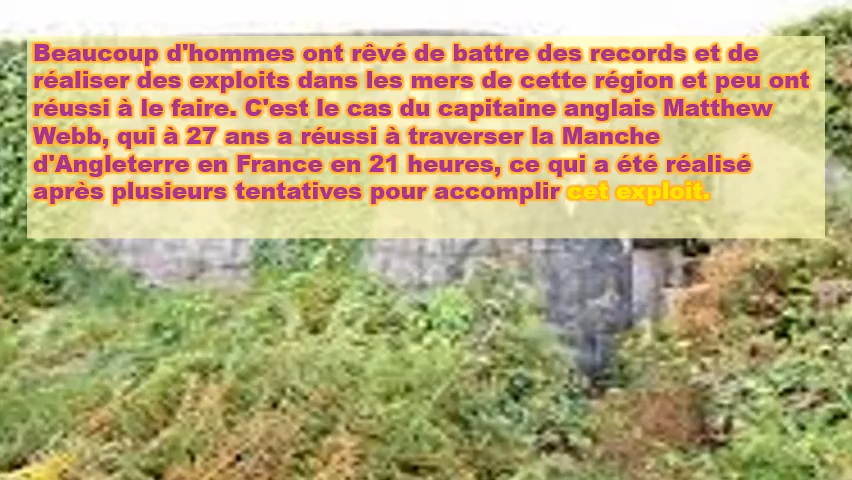 Beaucoup d'hommes ont rêvé de battre des records et de
réaliser des exploits dans les mers de cette région et peu ont
réussi à le faire. C'est le cas du capitaine anglais Matthew
Webb, qui à 27 ans a réussi à traverser la Manche
d'Angleterre en France en 21 heures, ce qui a été réalisé
après plusieurs tentatives pour accomplir cet exploit.